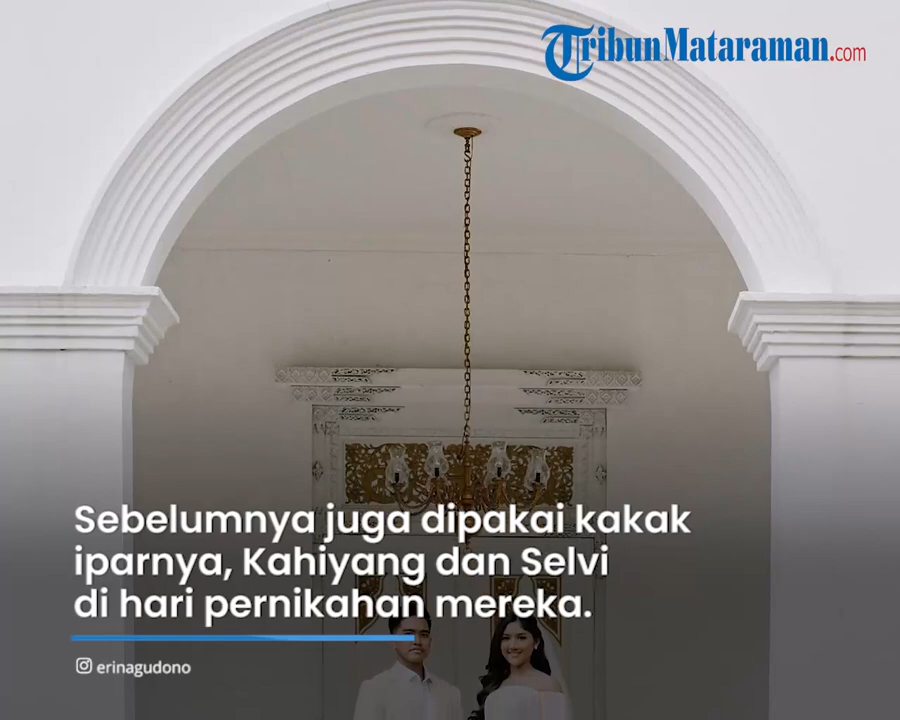 TribunMataraman.com
Sebelumnya juga dipakai kakak
iparnya, Kahiyang dan Selvi
di hari pernikahan mereka.
erinagudono